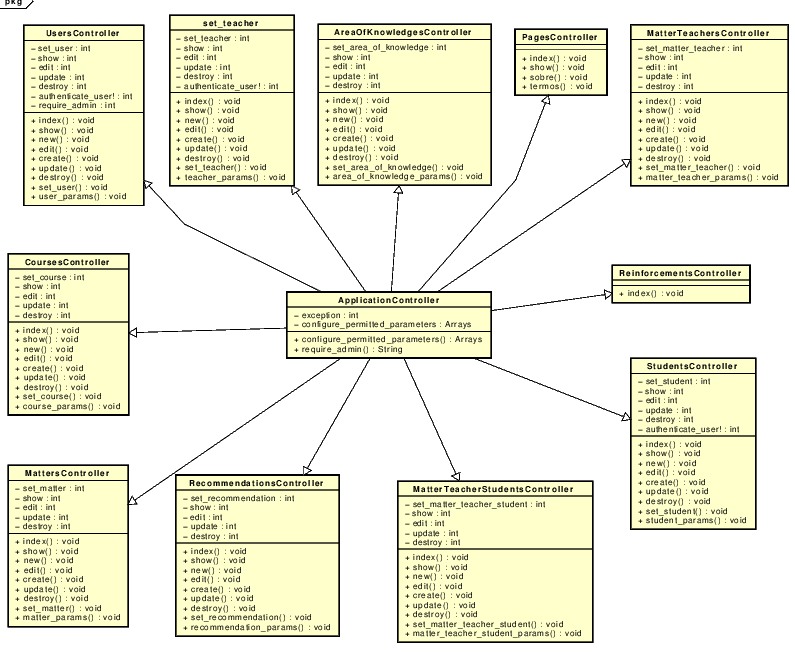 pkg
UsersController
- set_user : int
- show : int
- edit : int
- update : int
- destroy : int
- authenticate_user! : int
- require_admin : int
+ index() : void
+ show() : void
+ new() : void
+ edit() : void
+ create() : void
+ update() : void
+ destroy() : void
+ set_user() : void
+ user_params() : void
set_teacher
- set_teacher : int
- show : int
- edit : int
- update : int
- destroy : int
- authenticate_user! : int
+ index() : void
+ show() : void
+ new() : void
+ edit() : void
+ create() : void
+ update() : void
+ destroy() : void
+ set_teacher() : void
+ teacher_params() : void
AreaOfKnowledgesController
- set_area_of_knowledge : int
- show : int
- edit : int
- update : int
- destroy : int
+ index() : void
+ show() : void
+ new() : void
+ edit() : void
+ create() : void
+ update() : void
+ destroy() : void
+ set_area_of_knowledge() : void
+ area_of_knowledge_params() : void
PagesController
+ index() : void
+ show() : void
+ sobre() : void
+ termos() : void
MatterTeachersController
- set_matter_teacher : int
- show : int
- edit : int
- update : int
- destroy : int
+ index() : void
+ show() : void
+ new() : void
+ edit() : void
+ create() : void
+ update() : void
+ destroy() : void
+ set_matter_teacher() : void
+ matter_teacher_params() : void
CoursesController
- set_course : int
- show : int
- edit : int
- update : int
- destroy : int
+ index() : void
+ show() : void
+ new() : void
+ edit() : void
+ create() : void
+ update() : void
+ destroy() : void
+ set_course() : void
+ course_params() : void
ApplicationController
- exception : int
- configure_permitted_parameters : Arrays
+ configure_permitted_parameters() : Arrays
+ require_admin() : String
ReinforcementsController
+ index() : void
StudentsController
- set_student : int
- show : int
- edit : int
- update : int
- destroy : int
- authenticate_user! : int
+ index() : void
+ show() : void
+ new() : void
+ edit() : void
+ create() : void
+ update() : void
+ destroy() : void
+ set_student() : void
+ student_params() : void
MattersController
- set_matter : int
- show : int
- edit : int
- update : int
- destroy : int
+ index() : void
+ show() : void
+ new() : void
+ edit() : void
+ create() : void
+ update() : void
+ destroy() : void
+ set_matter() : void
+ matter_params() : void
RecommendationsController
- set_recommendation : int
- show : int
- edit : int
- update : int
- destroy : int
+ index() : void
+ show() : void
+ new() : void
+ edit() : void
+ create() : void
+ update() : void
+ destroy() : void
+ set_recommendation() : void
+ recommendation_params() : void
MatterTeacherStudentsController
- set_matter_teacher_student : int
- show : int
- edit : int
- update : int
- destroy : int
+ index() : void
+ show() : void
+ new() : void
+ edit() : void
+ create() : void
+ update() : void
+ destroy() : void
+ set_matter_teacher_student() : void
+ matter_teacher_student_params() : void